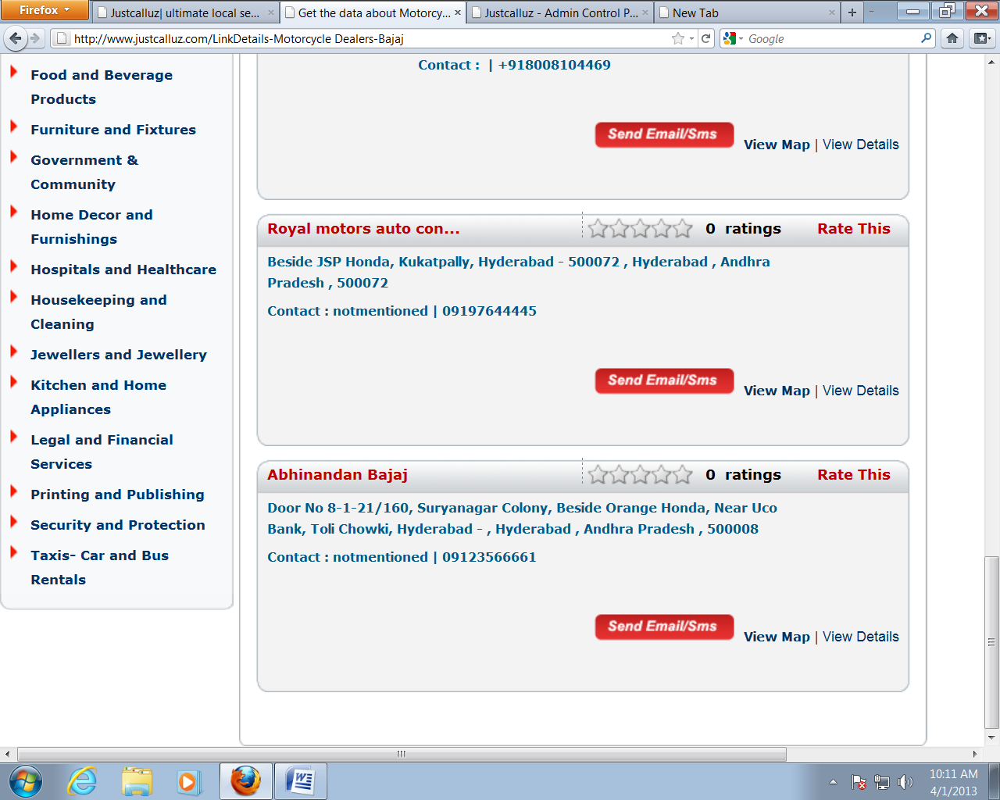 Firefox
Justcalluz| ultimate local se...
Get the data about Motorcy...
Justcalluz - Admin Control P...
New Tab
http://www.justcalluz.com/LinkDetails-Motorcycle Dealers-Bajaj
Google
Food and Beverage
Products
Furniture and Fixtures
Government &
Community
Home Decor and
Furnishings
Hospitals and Healthcare
Housekeeping and
Cleaning
Jewellers and Jewellery
Kitchen and Home
Appliances
Legal and Financial
Services
Printing and Publishing
Security and Protection
Taxis- Car and Bus
Rentals
Contact :  | +918008104469
Send Email/Sms
View Map | View Details
Royal motors auto con...
0 ratings
Rate This
Beside JSP Honda, Kukatpally, Hyderabad - 500072 , Hyderabad , Andhra
Pradesh , 500072
Contact : notmentioned | 09197644445
Send Email/Sms
View Map | View Details
Abhinandan Bajaj
0 ratings
Rate This
Door No 8-1-21/160, Suryanagar Colony, Beside Orange Honda, Near Uco
Bank, Toli Chowki, Hyderabad - , Hyderabad , Andhra Pradesh , 500008
Contact : notmentioned | 09123566661
Send Email/Sms
View Map | View Details
10:11 AM
4/1/2013